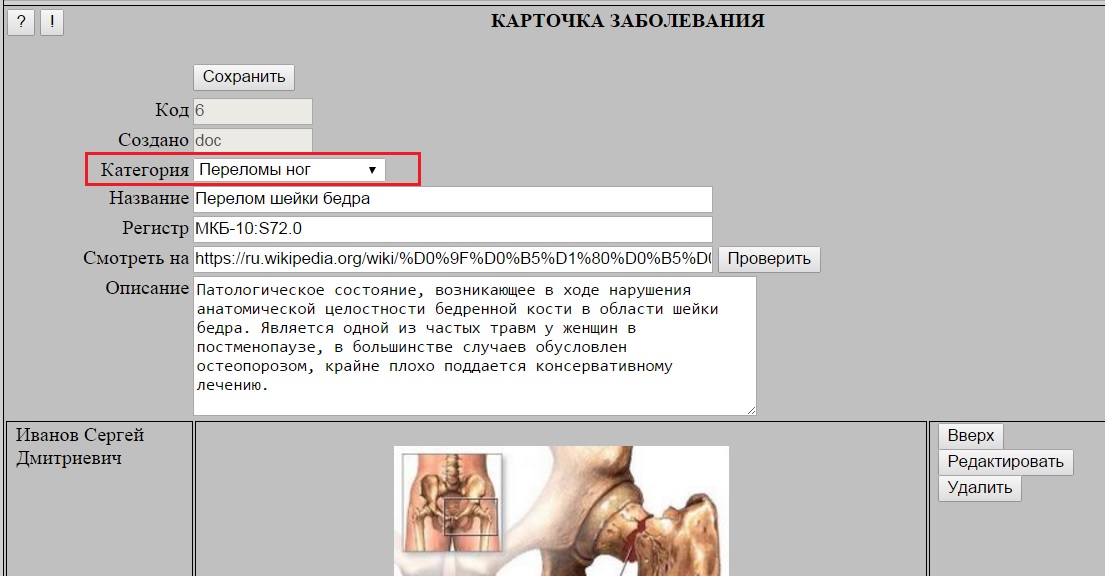 ? ! КАРТОЧКА ЗАБОЛЕВАНИЯ
Сохранить
Код 6
Создано doc
Категория Переломы ног
Название Перелом шейки бедра
Регистр МКБ-10:S72.0
Смотреть на https://ru.wikipedia.org/wiki/%D0%9F%D0%B5%D1%80%D0%B5%D0 Проверить
Описание Патологическое состояние, возникающее в ходе нарушения
анатомической целостности бедренной кости в области шейки
бедра. Является одной из частых травм у женщин в
постменопаузе, в большинстве случаев обусловлен
остеопорозом, крайне плохо поддается консервативному
лечению.
Иванов Сергей
Дмитриевич
Вверх
Редактировать
Удалить